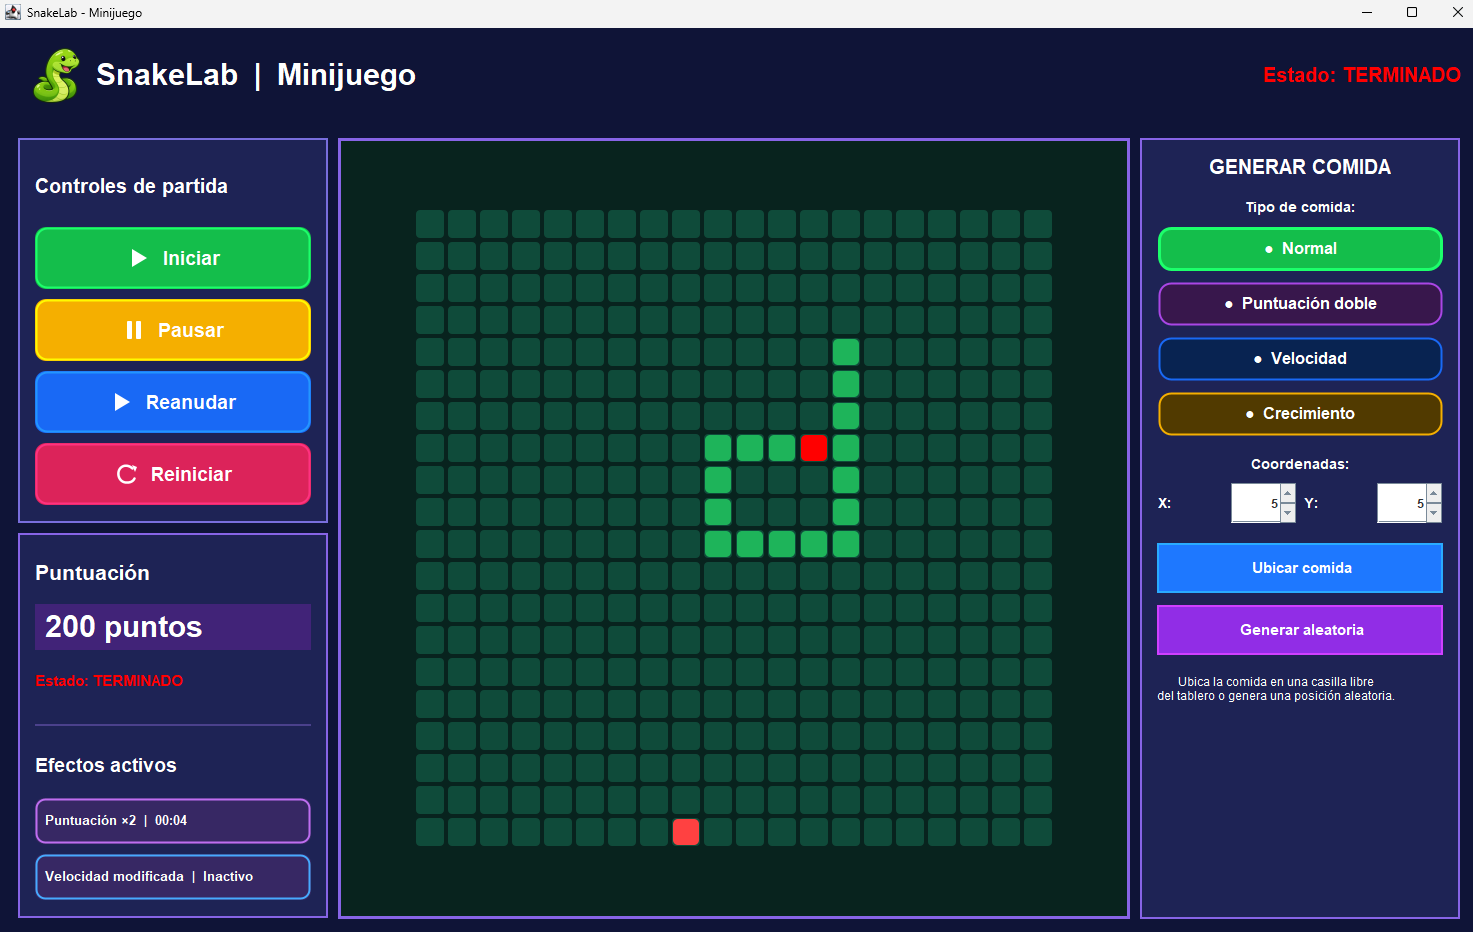 SnakeLab - Minijuego
SnakeLab | Minijuego
Estado: TERMINADO
Controles de partida
Iniciar
Pausar
Reanudar
Reiniciar
Puntuación
200 puntos
Estado: TERMINADO
Efectos activos
Puntuación ×2 | 00:04
Velocidad modificada | Inactivo
GENERAR COMIDA
Tipo de comida:
● Normal
● Puntuación doble
● Velocidad
● Crecimiento
Coordenadas:
X: 5 Y: 5
Ubicar comida
Generar aleatoria
Ubica la comida en una casilla libre
del tablero o genera una posición aleatoria.